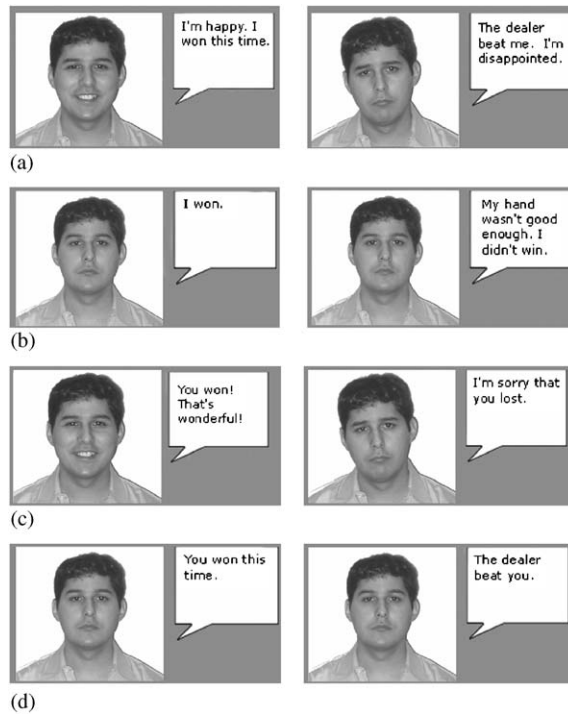 I'm happy. I
won this time.
The dealer
beat me. I'm
disappointed.
(a)
I won.
My hand
wasn't good
enough. I
didn't win.
(b)
You won!
That's
wonderful!
I'm sorry that
you lost.
(c)
You won this
time.
The dealer
beat you.
(d)